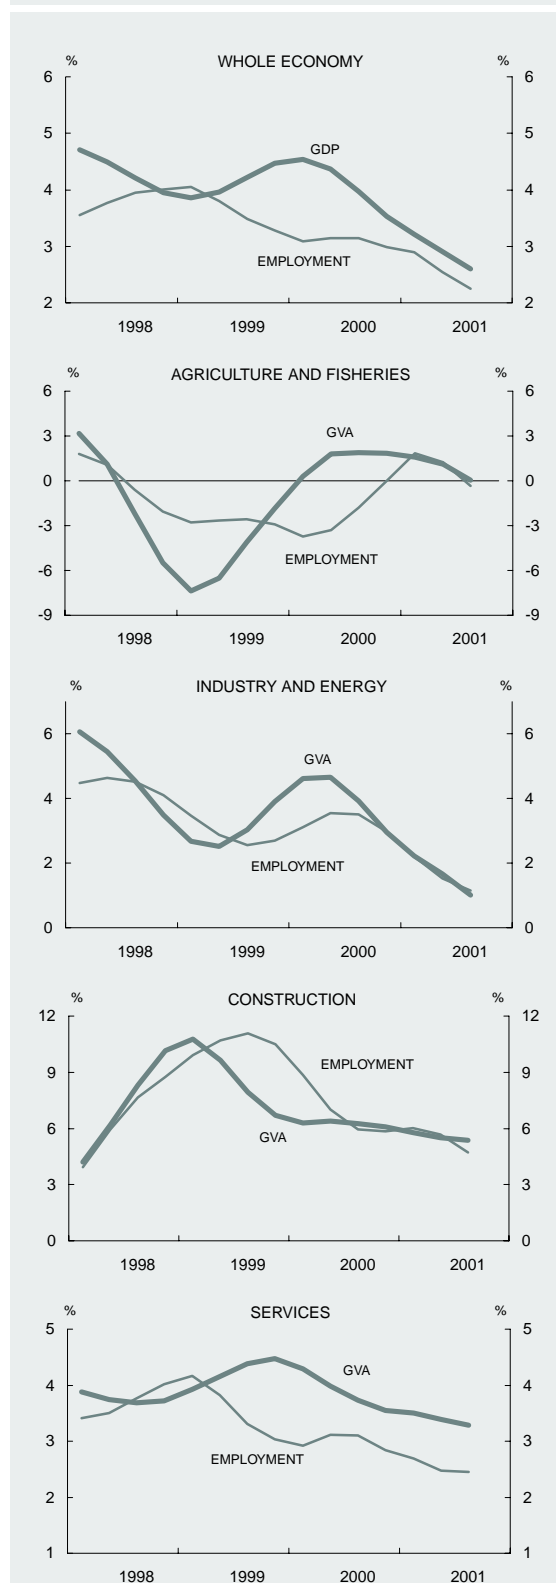 WHOLE ECONOMY
% %
6 6
5 5
GDP
4 4
3 3
EMPLOYMENT
2 2
1998 1999 2000 2001
AGRICULTURE AND FISHERIES
% %
6 6
GVA
3 3
0 0
-3 -3
EMPLOYMENT
-6 -6
-9 -9
1998 1999 2000 2001
INDUSTRY AND ENERGY
% %
6 6
GVA
4 4
EMPLOYMENT
2 2
0 0
1998 1999 2000 2001
CONSTRUCTION
% %
12 12
EMPLOYMENT
9 9
6 6
GVA
3 3
0 0
1998 1999 2000 2001
SERVICES
% %
5 5
GVA
4 4
3 3
EMPLOYMENT
2 2
1 1
1998 1999 2000 2001